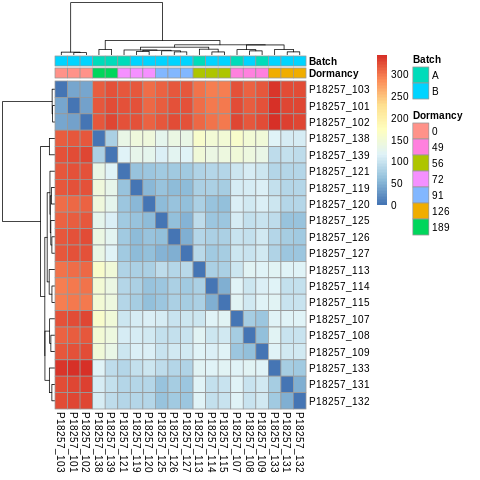 Batch
Dormancy
P18257_103
P18257_101
P18257_102
P18257_138
P18257_139
P18257_121
P18257_119
P18257_120
P18257_125
P18257_126
P18257_127
P18257_113
P18257_114
P18257_115
P18257_107
P18257_108
P18257_109
P18257_133
P18257_131
P18257_132
P18257_103
P18257_101
P18257_102
P18257_138
P18257_139
P18257_121
P18257_119
P18257_120
P18257_125
P18257_126
P18257_127
P18257_113
P18257_114
P18257_115
P18257_107
P18257_108
P18257_109
P18257_133
P18257_131
P18257_132
300
250
200
150
100
50
0
Batch
A
B
Dormancy
0
49
56
72
91
126
189